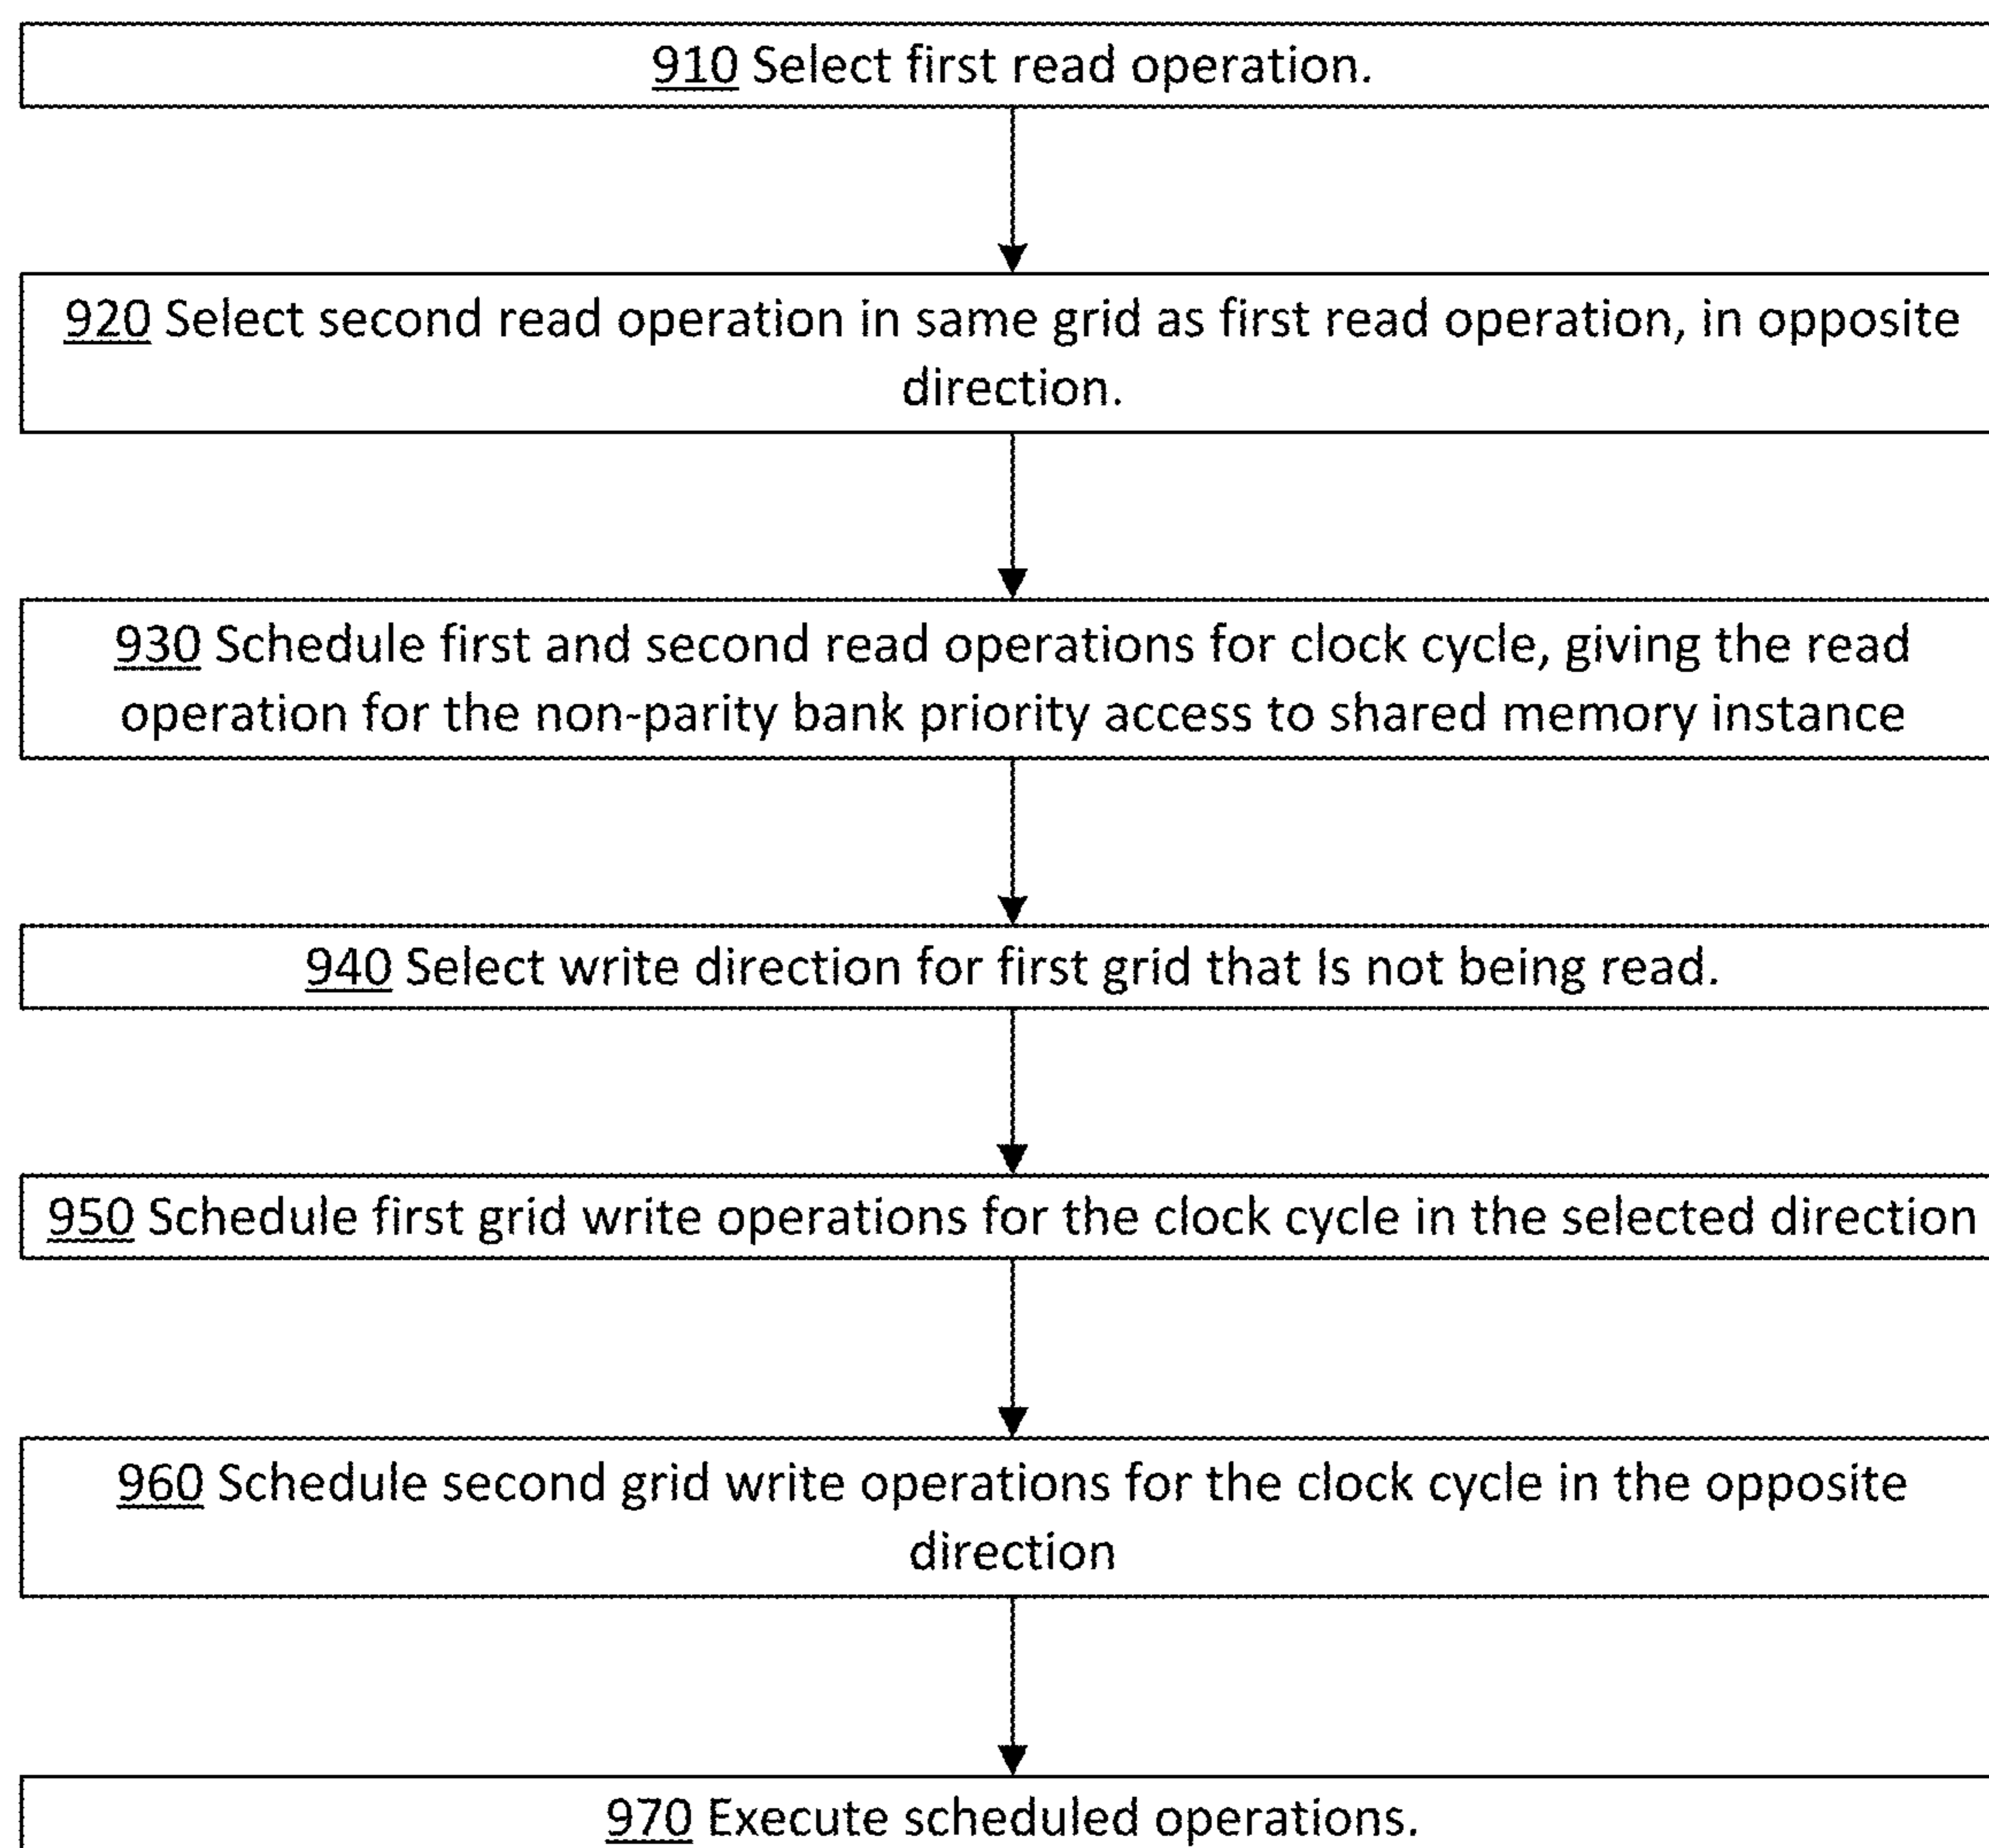 910 Select first read operation.
920 Select second read operation in same grid as first read operation, in opposite
direction.
930 Schedule first and second read operations for clock cycle, giving the read
operation for the non-parity bank priority access to shared memory instance
940 Select write direction for first grid that Is not being read.
950 Schedule first grid write operations for the clock cycle in the selected direction
960 Schedule second grid write operations for the clock cycle in the opposite
direction
970 Execute scheduled operations.